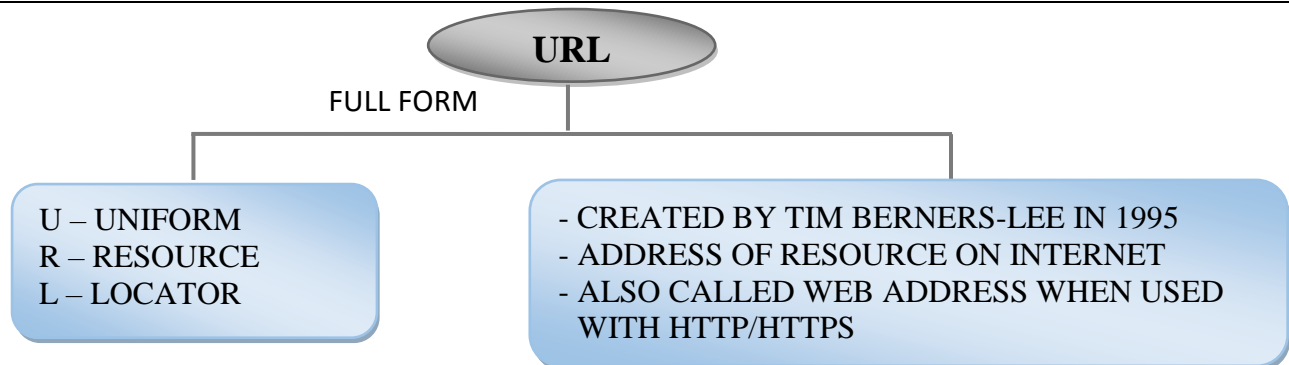 URL
FULL FORM
U – UNIFORM
R – RESOURCE
L – LOCATOR
- CREATED BY TIM BERNERS-LEE IN 1995
- ADDRESS OF RESOURCE ON INTERNET
- ALSO CALLED WEB ADDRESS WHEN USED
WITH HTTP/HTTPS